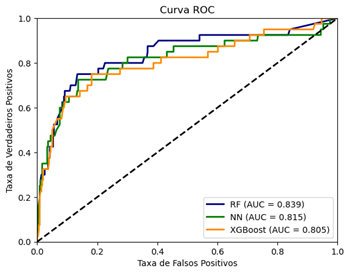 Curva ROC
1.0
0.8
0.6
0.4
0.2
0.0
Taxa de Verdadeiros Positivos
RF (AUC = 0.839)
NN (AUC = 0.815)
XGBoost (AUC = 0.805)
0.0 0.2 0.4 0.6 0.8 1.0
Taxa de Falsos Positivos